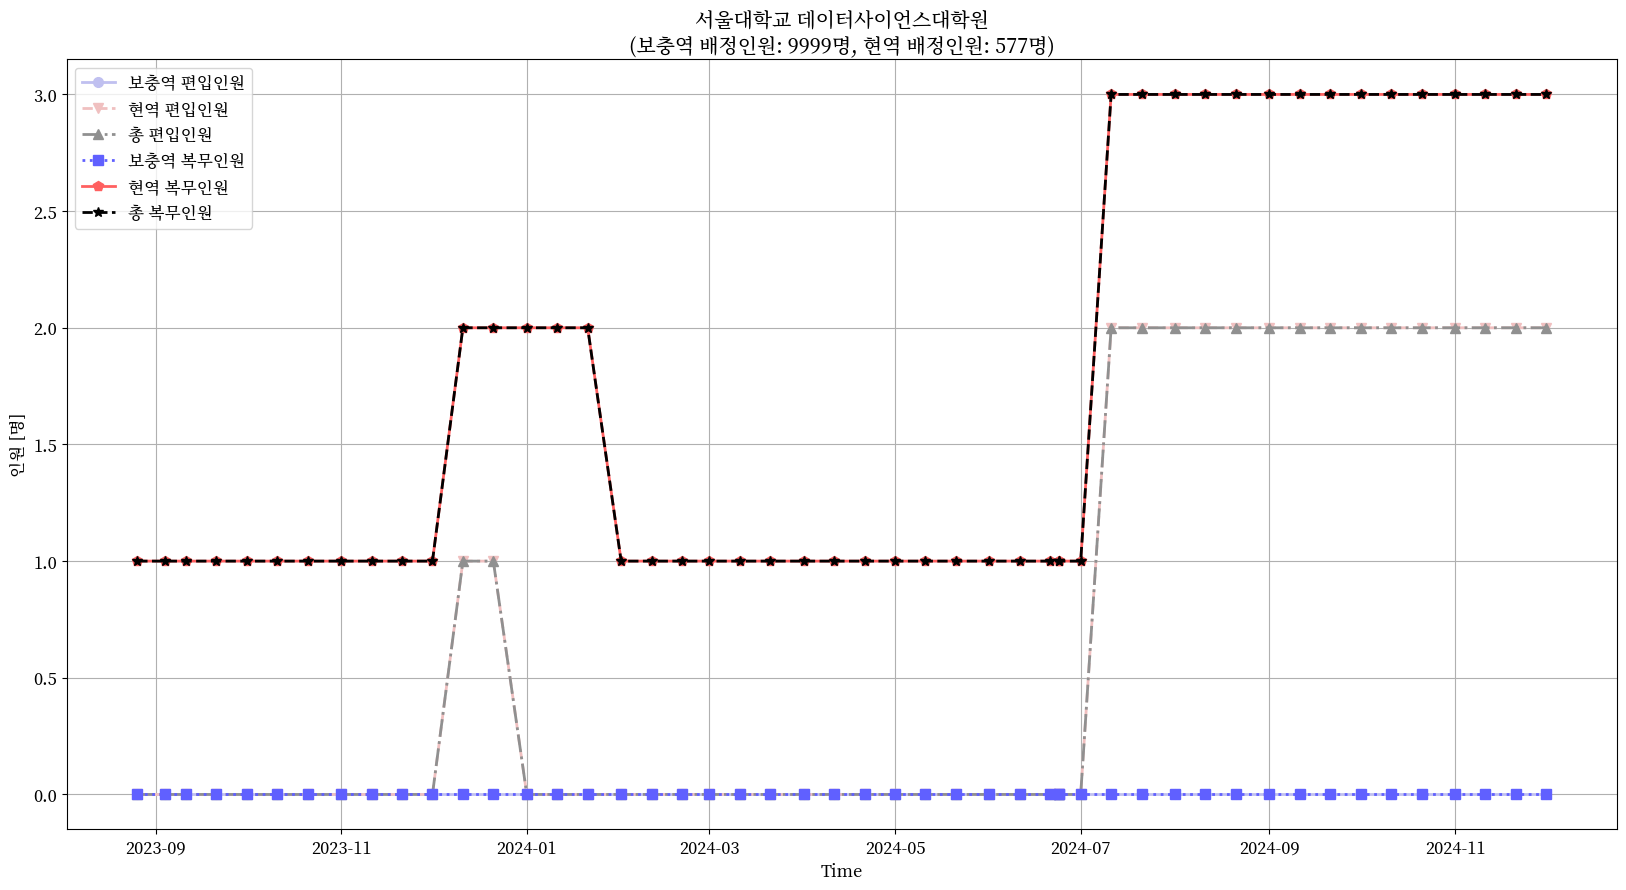 서울대학교 데이터사이언스대학원
(보충역 배정인원: 9999명, 현역 배정인원: 577명)
보충역 편입인원
현역 편입인원
총 편입인원
보충역 복무인원
현역 복무인원
총 복무인원
인원 [명]
3.0
2.5
2.0
1.5
1.0
0.5
0.0
2023-09
2023-11
2024-01
2024-03
2024-05
2024-07
2024-09
2024-11
Time